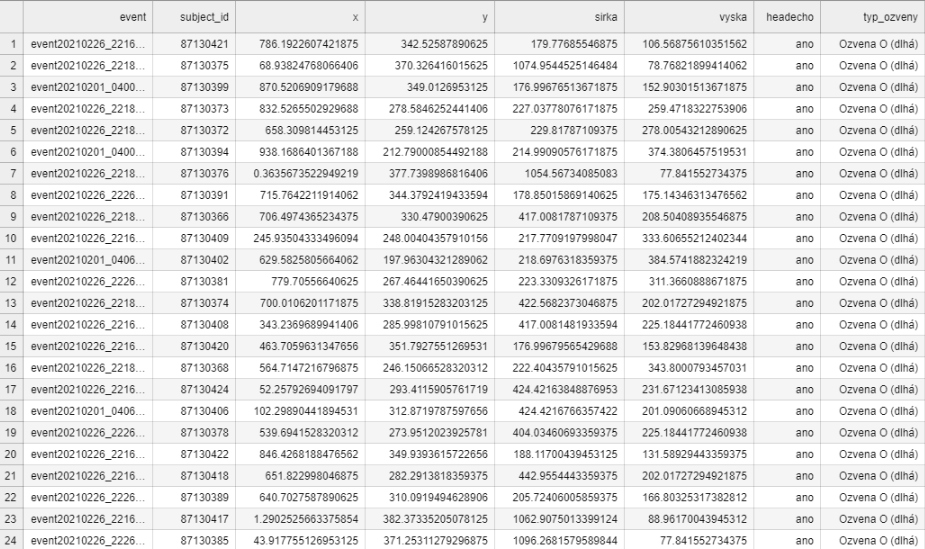 event subject_id x y sirka vyska headecho typ_ozveny
1 event20210226_2216... 87130421 786.1922607421875 342.52587890625 179.77685546875 106.56875610351562 ano Ozvena O (dlhá)
2 event20210226_2218... 87130375 68.93824768066406 370.326416015625 1074.9544525146484 78.76821899414062 ano Ozvena O (dlhá)
3 event20210201_0400... 87130399 870.5206909179688 349.0126953125 176.99676513671875 152.90301513671875 ano Ozvena O (dlhá)
4 event20210226_2218... 87130373 832.5265502929688 278.5846252441406 227.03778076171875 259.4718322753906 ano Ozvena O (dlhá)
5 event20210226_2218... 87130372 658.309814453125 259.124267578125 229.81787109375 278.00543212890625 ano Ozvena O (dlhá)
6 event20210201_0400... 87130394 938.1686401367188 212.79000854492188 214.99090576171875 374.3806457519531 ano Ozvena O (dlhá)
7 event20210226_2218... 87130376 0.3635673522949219 377.7398986816406 1054.56734085083 77.841552734375 ano Ozvena O (dlhá)
8 event20210226_2226... 87130391 715.7642211914062 344.3792419433594 178.85015869140625 175.14346313476562 ano Ozvena O (dlhá)
9 event20210226_2218... 87130366 706.4974365234375 330.47900390625 417.0081787109375 208.50408935546875 ano Ozvena O (dlhá)
10 event20210226_2216... 87130409 245.93504333496094 248.00404357910156 217.7709197998047 333.60655212402344 ano Ozvena O (dlhá)
11 event20210201_0406... 87130402 629.5825805664062 197.96304321289062 218.6976318359375 384.5741882324219 ano Ozvena O (dlhá)
12 event20210226_2226... 87130381 779.70556640625 267.46441650390625 223.3309326171875 311.3660888671875 ano Ozvena O (dlhá)
13 event20210226_2218... 87130374 700.0106201171875 338.81915283203125 422.5682373046875 202.01727294921875 ano Ozvena O (dlhá)
14 event20210226_2216... 87130408 343.2369689941406 285.99810791015625 417.0081481933594 225.18441772460938 ano Ozvena O (dlhá)
15 event20210226_2216... 87130420 463.7059631347656 351.7927551269531 176.99679565429688 153.82968139648438 ano Ozvena O (dlhá)
16 event20210226_2218... 87130368 564.7147216796875 246.15066528320312 222.40435791015625 343.8000793457031 ano Ozvena O (dlhá)
17 event20210226_2216... 87130424 52.25792694091797 293.4115905761719 424.42163848876953 231.67123413085938 ano Ozvena O (dlhá)
18 event20210201_0406... 87130406 102.29890441894531 312.8719787597656 424.4216766357422 201.09060668945312 ano Ozvena O (dlhá)
19 event20210226_2226... 87130378 539.6941528320312 273.9512023925781 404.03460693359375 225.18441772460938 ano Ozvena O (dlhá)
20 event20210226_2216... 87130422 846.4268188476562 349.9393615722656 188.11700439453125 131.58929443359375 ano Ozvena O (dlhá)
21 event20210226_2216... 87130418 651.822998046875 282.2913818359375 442.9554443359375 202.01727294921875 ano Ozvena O (dlhá)
22 event20210226_2226... 87130389 640.7027587890625 310.0919494628906 205.72406005859375 166.80325317382812 ano Ozvena O (dlhá)
23 event20210226_2216... 87130417 1.2902525663375854 382.37335205078125 1062.9075013399124 88.96170043945312 ano Ozvena O (dlhá)
24 event20210226_2226... 87130385 43.917755126953125 371.25311279296875 1096.2681579589844 77.841552734375 ano Ozvena O (dlhá)